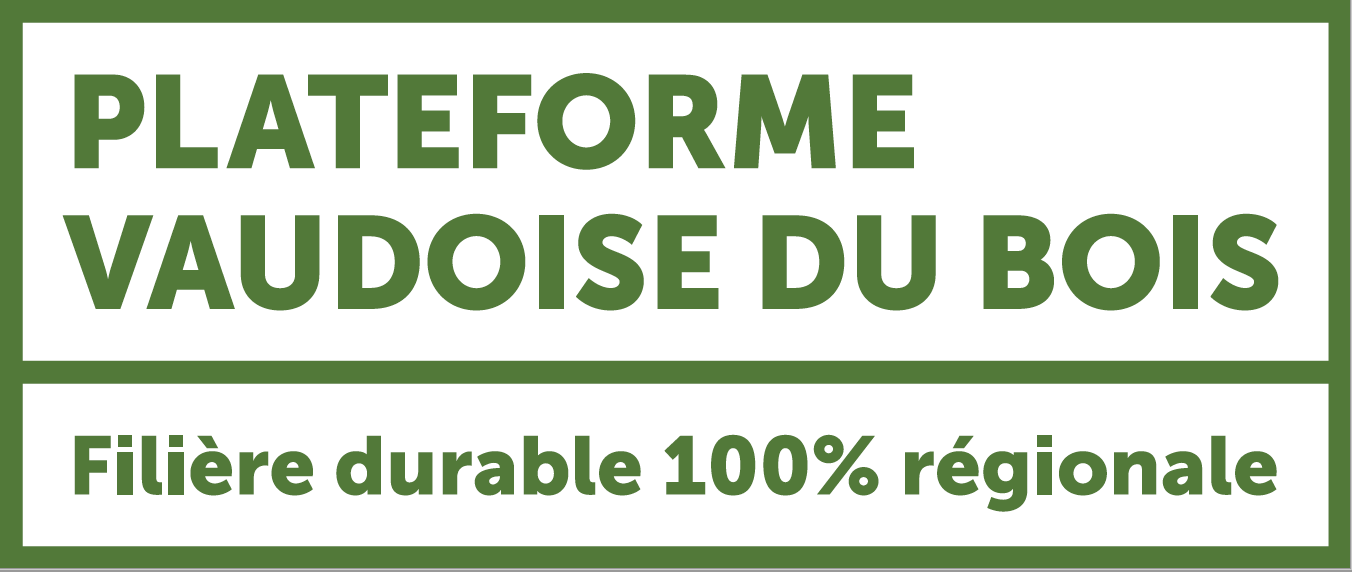 PLATEFORME
VAUDOISE DU BOIS
Filière durable 100% régionale